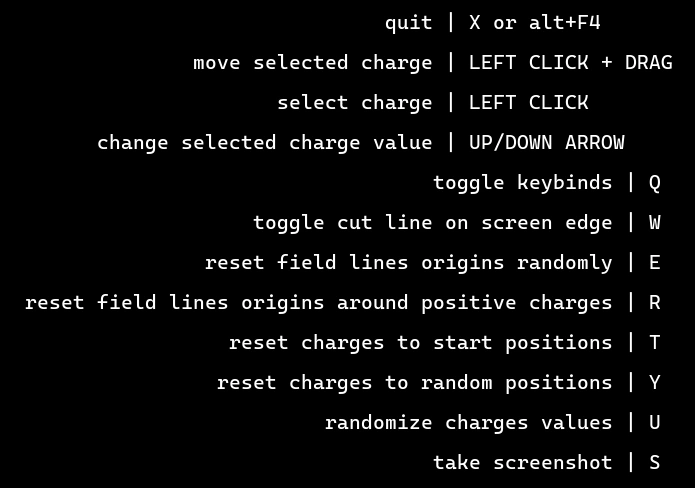 quit | X or alt+F4
move selected charge | LEFT CLICK + DRAG
select charge | LEFT CLICK
change selected charge value | UP/DOWN ARROW
toggle keybinds | Q
toggle cut line on screen edge | W
reset field lines origins randomly | E
reset field lines origins around positive charges | R
reset charges to start positions | T
reset charges to random positions | Y
randomize charges values | U
take screenshot | S